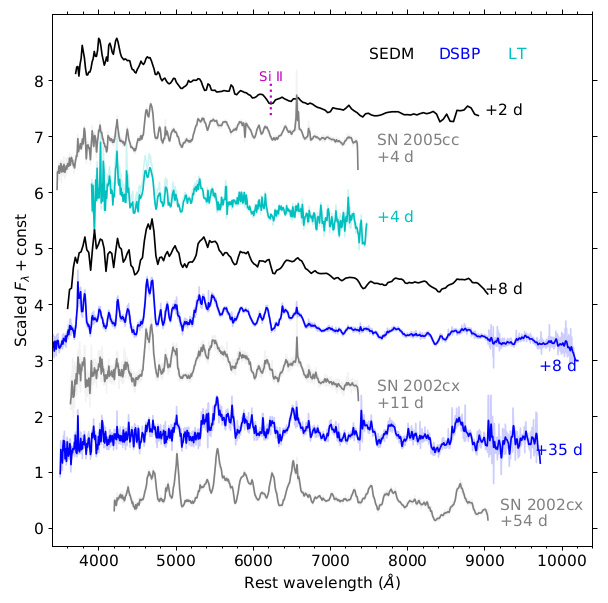 SEDM DSBP LT
Si II
8
+2 d
SN 2005cc
+4 d
7
6
+4 d
5
+8 d
4
3
+8 d
SN 2002cx
+11 d
2
+35 d
1
SN 2002cx
+54 d
0
Scaled Fλ + const
4000 5000 6000 7000 8000 9000 10000
Rest wavelength (Å)